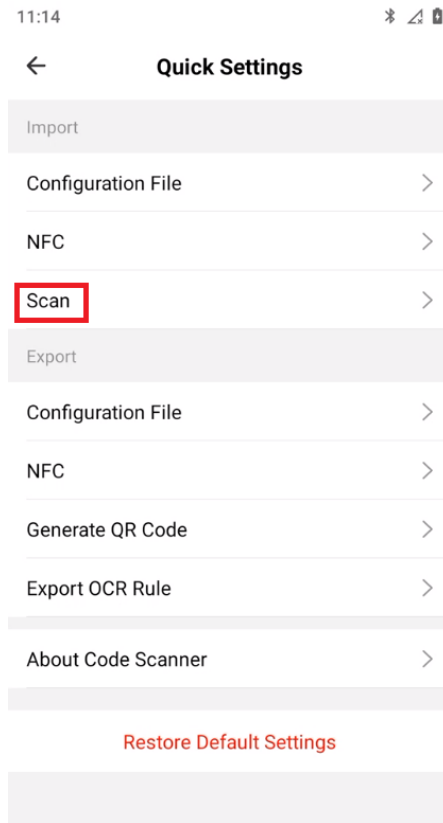 11:14
Quick Settings
Import
Configuration File
NFC
Scan
Export
Configuration File
NFC
Generate QR Code
Export OCR Rule
About Code Scanner
Restore Default Settings